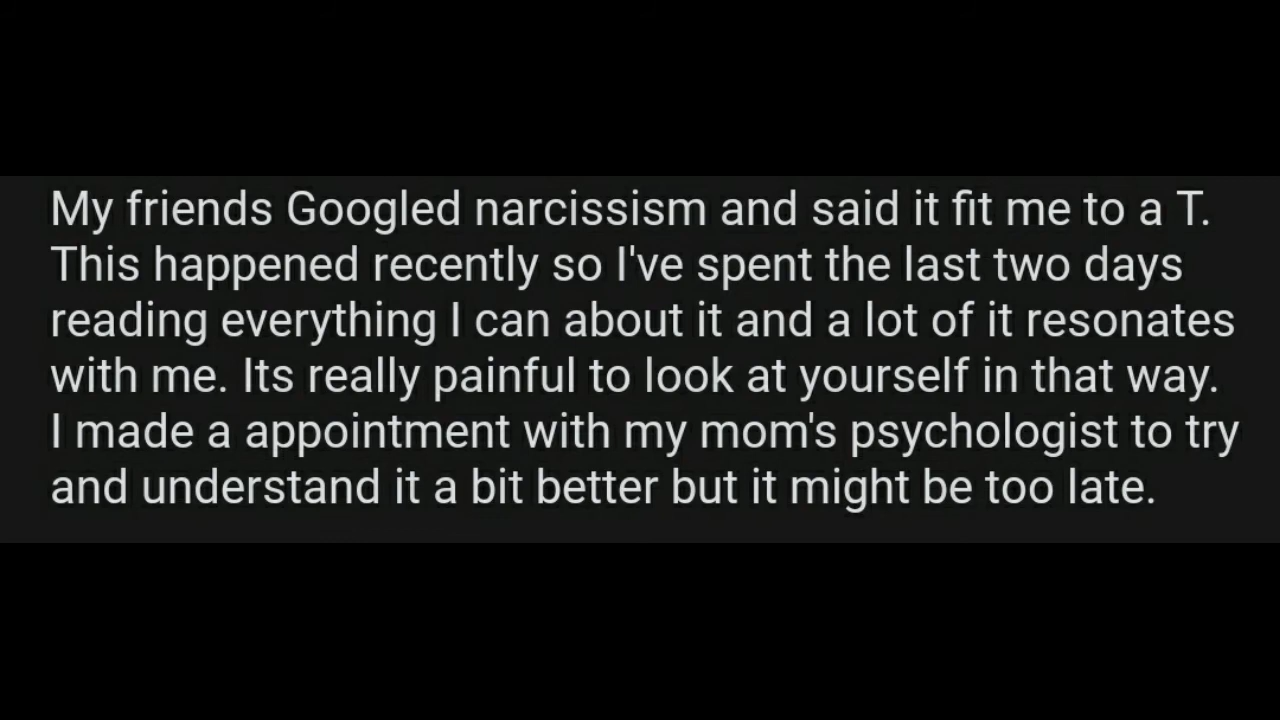 My friends Googled narcissism and said it fit me to a T.
This happened recently so I've spent the last two days
reading everything I can about it and a lot of it resonates
with me. Its really painful to look at yourself in that way.
I made a appointment with my mom's psychologist to try
and understand it a bit better but it might be too late.